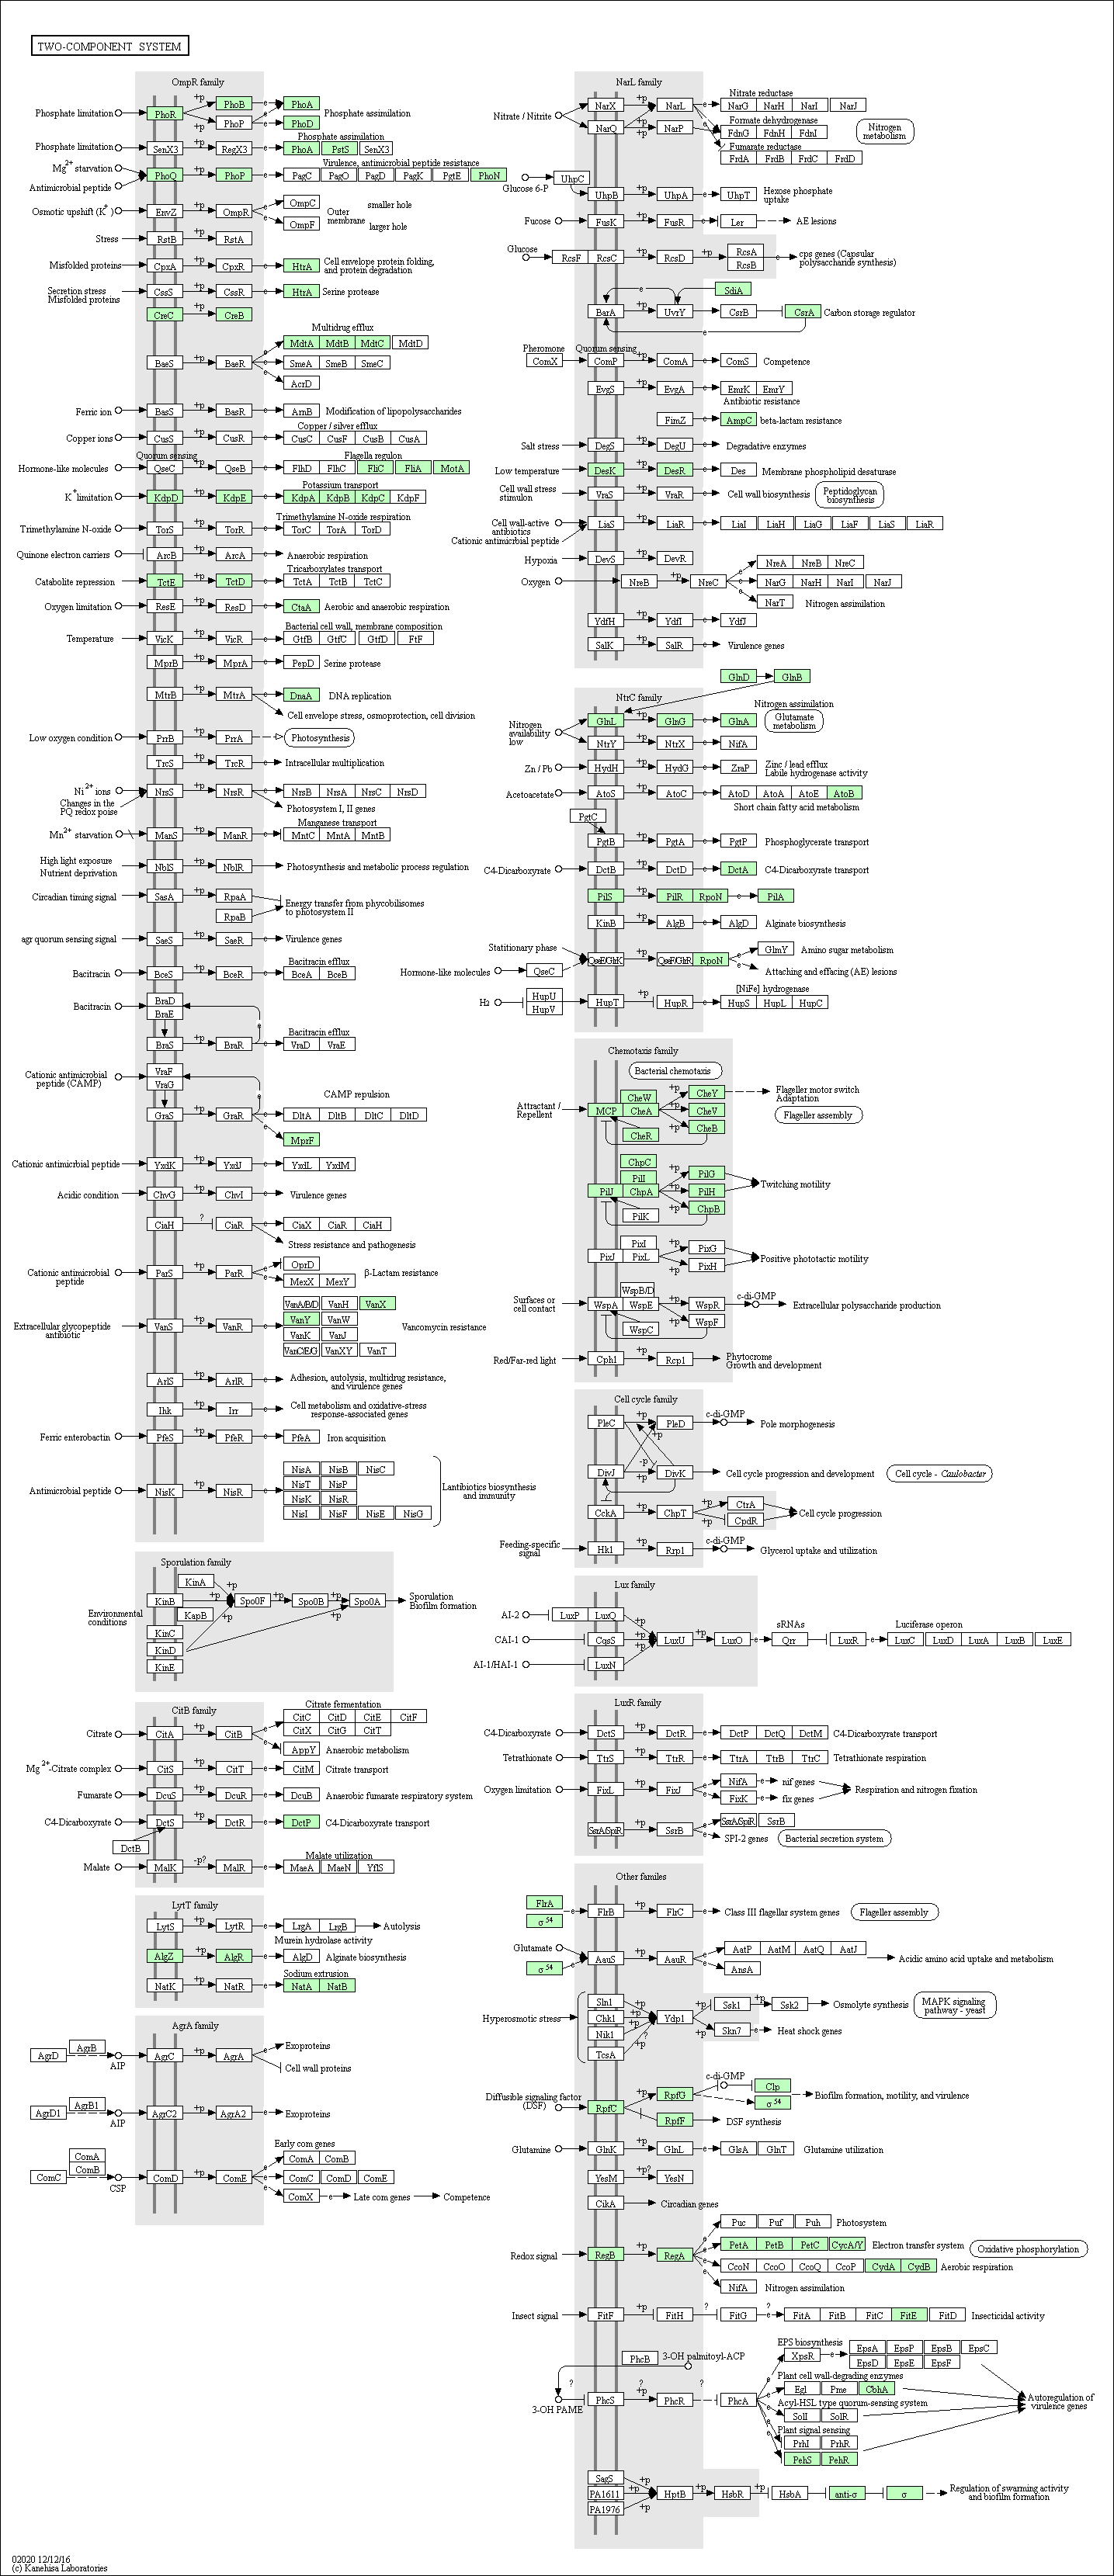 TWO-COMPONENT SYSTEM
OmpR family
Phosphate limitation PhoR +p PhoB e PhoA
+p PhoP e PhoD Phosphate assimilation
Phosphate assimilation
Phosphate limitation SenX3 +p RegX3 e PhoA PstS SenX3
Mg2+ starvation
Virulence, antimicrobial peptide resistance
PhoQ +p PhoP e PagC PagO PagD PagK PgtE PhoN
Antimicrobial peptide
Osmotic upshift (K+) EnvZ +p OmpR e OmpC smaller hole
Outer membrane
e OmpF larger hole
Stress RstB +p RstA
Misfolded proteins CpxA +p CpxR e HtrA Cell envelope protein folding, and protein degradation
Secretion stress
Misfolded proteins
CssS +p CssR e HtrA Serine protease
CreC +p CreB
Multidrug efflux
MdtA MdtB MdtC MdtD
BaeS +p BaeR e SmeA SmeB SmeC
AcrD
Ferric ion BasS +p BasR e ArnB Modification of lipopolysaccharides
Copper / silver efflux
Copper ions CusS +p CusR e CusC CusF CusB CusA
Quorum sensing
Flagella regulon
Hormone-like molecules QseC +p QseB e FlhD FlhC FliC FliA MotA
Potassium transport
K+ limitation KdpD +p KdpE e KdpA KdpB KdpC KdpF
Trimethylamine N-oxide respiration
Trimethylamine N-oxide TorS +p TorR e TorC TorA TorD
Quinone electron carriers ArcB +p ArcA e Anaerobic respiration
Tricarboxylates transport
Catabolite repression TctE +p TctD e TctA TctB TctC
Oxygen limitation ResE +p ResD e CtaA Aerobic and anaerobic respiration
Bacterial cell wall, membrane composition
Temperature VicK +p VicR e GtfB GtfC GtfD FtF
MprB +p MprA e PepD Serine protease
MtrB +p MtrA e DnaA DNA replication
Cell envelope stress, osmoprotection, cell division
Low oxygen condition PrrB +p PrrA Photosynthesis
TrcS +p TrcR e Intracellular multiplication
Ni2+ ions
Changes in the PQ redox poise
NrsS +p NrsR e NrsB NrsA NrsC NrsD
Photosystem I, II genes
Manganese transport
Mn2+ starvation ManS +p ManR MntC MntA MntB
High light exposure
Nutrient deprivation
NblS +p NblR e Photosynthesis and metabolic process regulation
Circadian timing signal SasA +p RpaA
RpaB
Energy transfer from phycobilisomes to photosystem II
agr quorum sensing signal SaeS +p SaeR e Virulence genes
Bacitracin efflux
Bacitracin BceS +p BceR e BceA BceB
Bacitracin BraD
BraE
Bacitracin efflux
BraS +p BraR e VraD VraE
Cationic antimicrobial peptide (CAMP)
VraF
VraG
CAMP repulsion
GraS +p GraR e DltA DltB DltC DltD
e MprF
Cationic antimicrbial peptide YxdK +p YxdJ e YxdL YxdM
Acidic condition ChvG +p ChvI e Virulence genes
CiaH ? CiaR e CiaX CiaR CiaH
Stress resistance and pathogenesis
Cationic antimicrobial peptide
ParS +p ParR e OprD
e MexX MexY
β-Lactam resistance
VanA/B/D VanH VanX
Extracellular glycopeptide antibiotic
VanS +p VanR e VanY VanW
VanK VanJ
VanC/E/G VanXY VanT
Vancomycin resistance
ArlS +p ArlR e Adhesion, autolysis, multidrug resistance, and virulence genes
Ihk +p Irr e Cell metabolism and oxidative-stress response-associated genes
Ferric enterobactin PfeS +p PfeR e PfeA Iron acquisition
NisA NisB NisC
NisT NisP
Antimicrobial peptide NisK +p NisR e NisK NisR
NisI NisF NisE NisG
Lantibiotics biosynthesis and immunity
Sporulation family
Environmental conditions
KinA +p
KinB +p Spo0F +p Spo0B +p Spo0A Sporulation
Biofilm formation
KapB +p
KinC
KinD
KinE
CitB family
Citrate fermentation
CitC CitD CitE CitF
Citrate CitA +p CitB e CitX CitG CitT
e AppY Anaerobic metabolism
Mg 2+-Citrate complex CitS +p CitT e CitM Citrate transport
Fumarate DcuS +p DcuR e DcuB Anaerobic fumarate respiratory system
C4-Dicarboxyrate DctS +p DctR e DctP C4-Dicarboxyrate transport
DctB
Malate utilization
Malate MalK -p? MalR e MaeA MaeN YflS
LytT family
LytS +p LytR e LrgA LrgB Autolysis
Murein hydrolase activity
AlgZ +p AlgR e AlgD Alginate biosynthesis
Sodium extrusion
NatK +p NatR e NatA NatB
AgrA family
AgrD AgrB AIP AgrC +p AgrA e Exoproteins
Cell wall proteins
AgrD1 AgrB1 AIP AgrC2 +p AgrA2 e Exoproteins
Early com genes
ComA
ComB
ComA ComB
ComC CSP ComD +p ComE e ComC ComD ComE
ComX e Late com genes Competence
NarL family
Nitrate reductase
Nitrate / Nitrite NarX +p NarL e NarG NarH NarI NarJ
Formate dehydrogenase
NarQ +p NarP FdnG FdnH FdnI
Nitrogen metabolism
Fumarate reductase
FrdA FrdB FrdC FrdD
Glucose 6-P UhpC
UhpB +p UhpA e UhpT Hexose phosphate uptake
Fucose FusK +p FusR e Ler AE lesions
Glucose RcsF RcsC +p RcsD +p RcsA
RcsB
e cps genes (Capsular polysaccharide synthesis)
SdiA
BarA +p UvrY e CsrB CsrA Carbon storage regulator
Pheromone Quorum sensing
ComX ComP +p ComA e ComS Competence
EvgS +p EvgA e EmrK EmrY
Antibiotic resistance
FimZ e AmpC beta-lactam resistance
Salt stress DegS +p DegU e Degradative enzymes
Low temperature DesK +p DesR e Des Membrane phospholipid desaturase
Cell wall stress stimulon
VraS +p VraR e Cell wall biosynthesis Peptidoglycan biosynthesis
Cell wall-active antibiotics
Cationic antimicrbial peptide
LiaS +p LiaR e LiaI LiaH LiaG LiaF LiaS LiaR
Hypoxia DevS +p DevR
NreA NreB NreC
Oxygen NreB +p NreC e NarG NarH NarI NarJ
NarT Nitrogen assimilation
YdfH +p YdfI e YdfJ
SalK +p SalR e Virulence genes
GlnD GlnB
NtrC family
Nitrogen assimilation
Nitrogen availability low
GlnL +p GlnG e GlnA Glutamate metabolism
NtrY +p NtrX e NifA
Zn / Pb HydH +p HydG e ZraP Zinc / lead efflux
Labile hydrogenase activity
Acetoacetate AtoS +p AtoC e AtoD AtoA AtoE AtoB
Short chain fatty acid metabolism
PgtC
PgtB +p PgtA e PgtP Phosphoglycerate transport
C4-Dicarboxyrate DctB +p DctD e DctA C4-Dicarboxyrate transport
PilS +p PilR RpoN e PilA
KinB +p AlgB e AlgD Alginate biosynthesis
Statitionary phase
Hormone-like molecules QseC QseE/GlrK +p QseF/GlrR RpoN e GlmY Amino sugar metabolism
e Attaching and effacing (AE) lesions
[NiFe] hydrogenase
H2 HupU
HupV
HupT +p HupR e HupS HupL HupC
Chemotaxis family
Bacterial chemotaxis
CheW +p CheY Flageller motor switch
Adaptation
Attractant / Repellent
MCP CheA +p CheV Flageller assembly
CheR +p CheB
ChpC
PilI +p PilG
PilJ ChpA +p PilH Twitching motility
PilK +p ChpB
PixI +p PixG
PixJ PixL +p PixH Positive phototactic motility
WspB/D
Surfaces or cell contact
WspA WspE +p WspR c-di-GMP Extracellular polysaccharide production
WspC +p WspF
Red/Far-red light Cph1 +p Rcp1 Phytocrome
Growth and development
Cell cycle family
PleC +p PleD c-di-GMP Pole morphogenesis
+p
DivJ -p DivK Cell cycle progression and development Cell cycle - Caulobacter
CckA +p ChpT +p CtrA
+p CpdR
Cell cycle progression
Feeding-specific signal
Hk1 +p Rrp1 c-di-GMP Glycerol uptake and utilization
Lux family
AI-2 LuxP LuxQ +p
sRNAs Luciferase operon
CAI-1 CqsS +p LuxU +p LuxO e Qrr LuxR e LuxC LuxD LuxA LuxB LuxE
AI-1/HAI-1 LuxN +p
LuxR family
C4-Dicarboxyrate DctS +p DctR e DctP DctQ DctM C4-Dicarboxyrate transport
Tetrathionate TtrS +p TtrR e TtrA TtrB TtrC Tetrathionate respiration
Oxygen limitation FixL +p FixJ e NifA e nif genes
e FixK e fix genes
Respiration and nitrogen fixation
SsrA/SpiR +p SsrB e SsrA/SpiR SsrB
e SPI-2 genes Bacterial secretion system
Other familes
FlrA
σ54
e FlrB +p FlrC e Class III flagellar system genes Flageller assembly
Glutamate
σ54 e AauS +p AauR e AatP AatM AatQ AatJ
AnsA
Acidic amino acid uptake and metabolism
Hyperosmotic stress
Sln1 +p
Chk1 +p Ydp1 +p Ssk1 +p Ssk2 Osmolyte synthesis MAPK signaling pathway - yeast
Nik1 ? +p Skn7 e Heat shock genes
TcsA +p
Diffusible signaling factor (DSF)
RpfC +p RpfG c-di-GMP Clp
σ54
Biofilm formation, motility, and virulence
RpfF DSF synthesis
Glutamine GlnK +p GlnL e GlsA GlnT Glutamine utilization
YesM +p? YesN
CikA Circadian genes
Puc Puf Puh Photosystem
Redox signal RegB +p RegA e PetA PetB PetC CycA/Y Electron transfer system Oxidative phosphorylation
CcoN CcoO CcoQ CcoP CydA CydB Aerobic respiration
NifA Nitrogen assimilation
Insect signal FitF +p FitH ? FitG ? e FitA FitB FitC FitE FitD Insecticidal activity
PhcB 3-OH palmitoyl-ACP
3-OH PAME ? PhcS +p ? PhcR ? PhcA
EPS biosynthesis
XpsR e EpsA EpsP EpsB EpsC
EpsD EpsE EpsF
Plant cell wall-degrading enzymes
Egl Pme CbhA
Acyl-HSL type quorum-sensing system
SolI SolR
Plant signal sensing
PrhI PrhR
PehS PehR
Autoregulation of virulence genes
SagS +p
PA1611 +p HptB +p HsbR +p HsbA anti-σ σ Regulation of swarming activity and biofilm formation
PA1976 +p
02020 12/12/16
(c) Kanehisa Laboratories